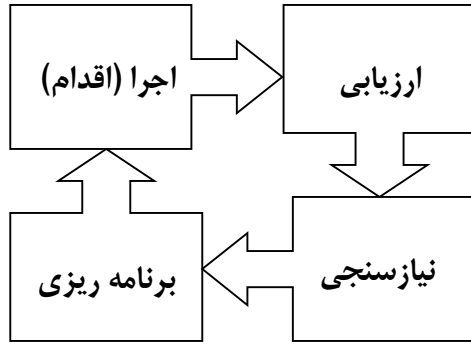 ارزیابی
اجرا (اقدام)
نیازسنجی
برنامه ریزی